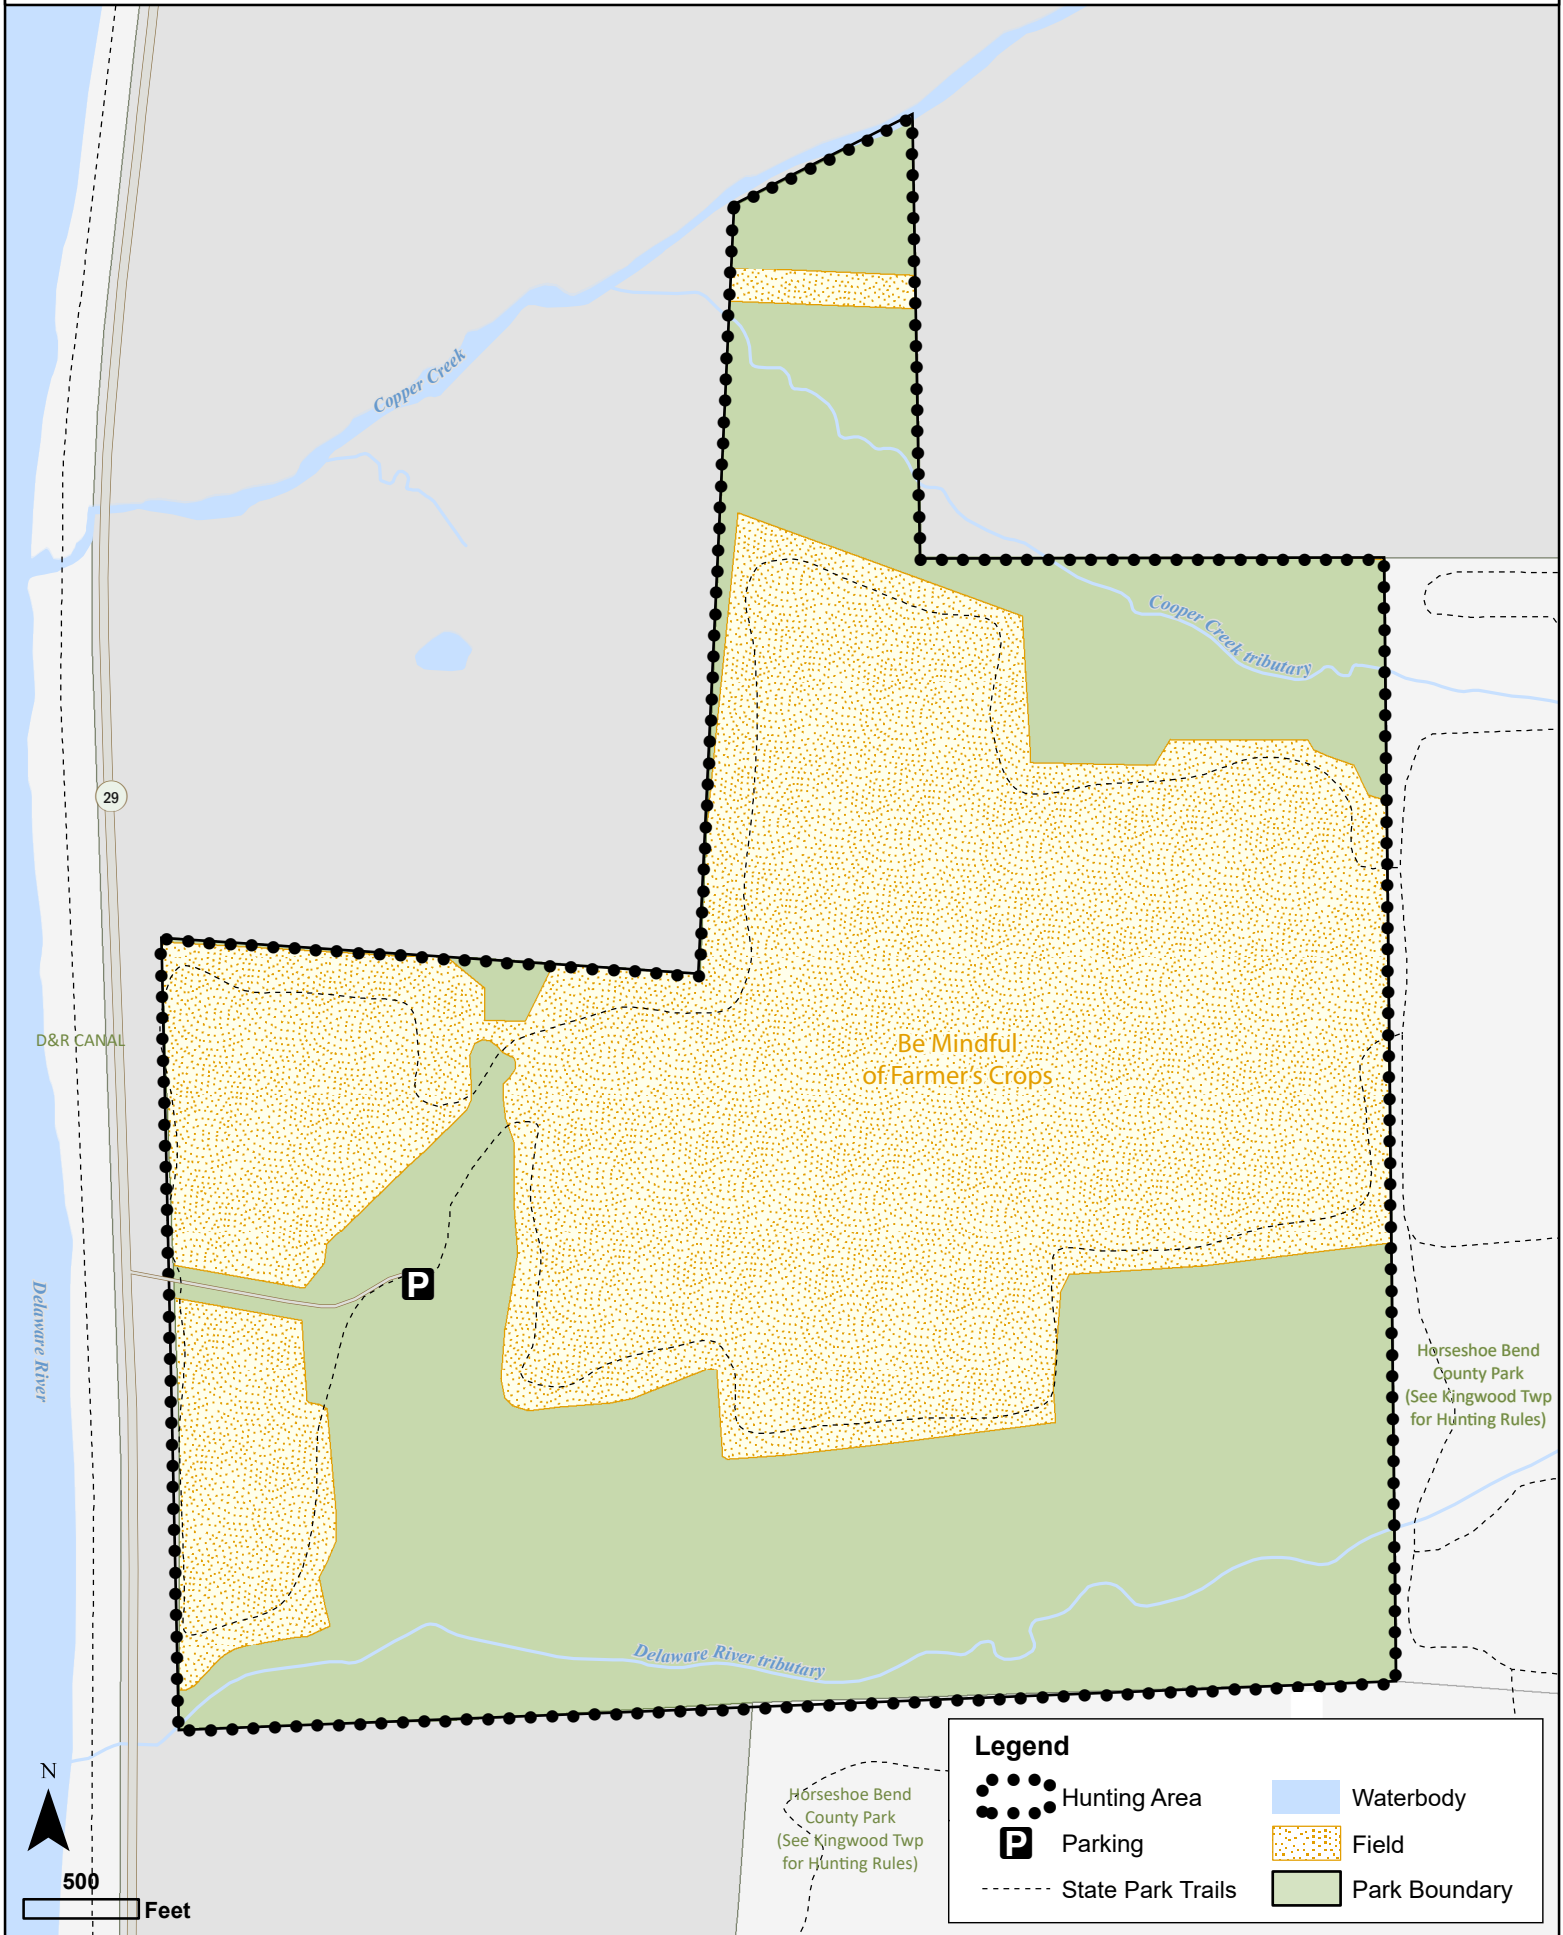 Copper Creek
Cooper Creek tributary
29
D&R CANAL
Be Mindful
of Farmer's Crops
P
Delaware River
Horseshoe Bend
County Park
(See Kingwood Twp
for Hunting Rules)
Delaware River tributary
Horseshoe Bend
County Park
(See Kingwood Twp
for Hunting Rules)
N
500
Feet
Legend
Hunting Area
P Parking
State Park Trails
Waterbody
Field
Park Boundary